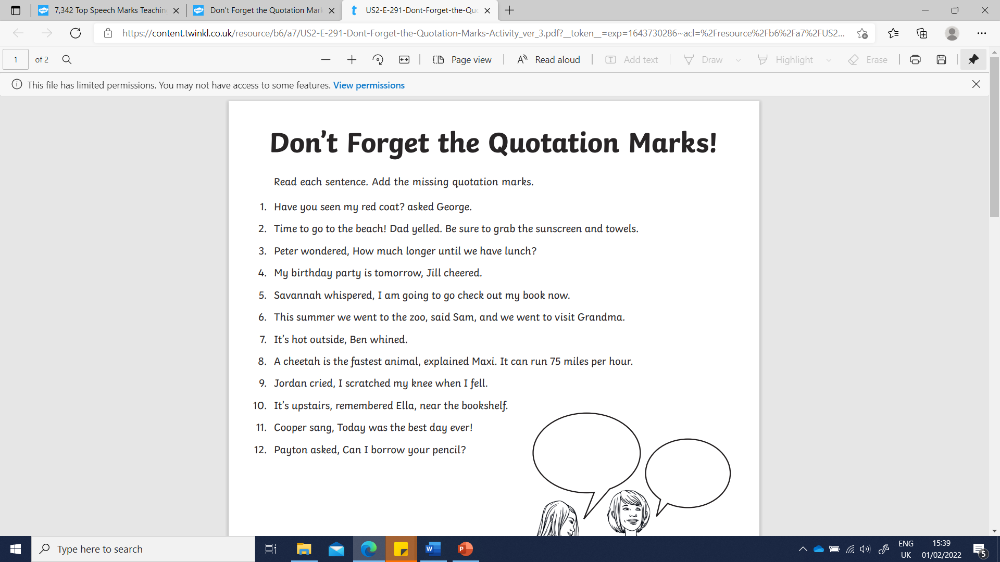 7,342 Top Speech Marks Teachin
Don't Forget the Quotation Mark
US2-E-291-Dont-Forget-the-Quo
https://content.twinkl.co.uk/resource/b6/a7/US2-E-291-Dont-Forget-the-Quotation-Marks-Activity_ver_3.pdf?__token__=exp=1643730286~acl=%2Fresource%2Fb6%2Fa7%2FUS2...
1 of 2 Page view Read aloud Add text Draw Highlight Erase
This file has limited permissions. You may not have access to some features. View permissions
Don't Forget the Quotation Marks!
Read each sentence. Add the missing quotation marks.
1. Have you seen my red coat? asked George.
2. Time to go to the beach! Dad yelled. Be sure to grab the sunscreen and towels.
3. Peter wondered, How much longer until we have lunch?
4. My birthday party is tomorrow, Jill cheered.
5. Savannah whispered, I am going to go check out my book now.
6. This summer we went to the zoo, said Sam, and we went to visit Grandma.
7. It's hot outside, Ben whined.
8. A cheetah is the fastest animal, explained Maxi. It can run 75 miles per hour.
9. Jordan cried, I scratched my knee when I fell.
10. It's upstairs, remembered Ella, near the bookshelf.
11. Cooper sang, Today was the best day ever!
12. Payton asked, Can I borrow your pencil?
Type here to search
ENG
UK
15:39
01/02/2022
5